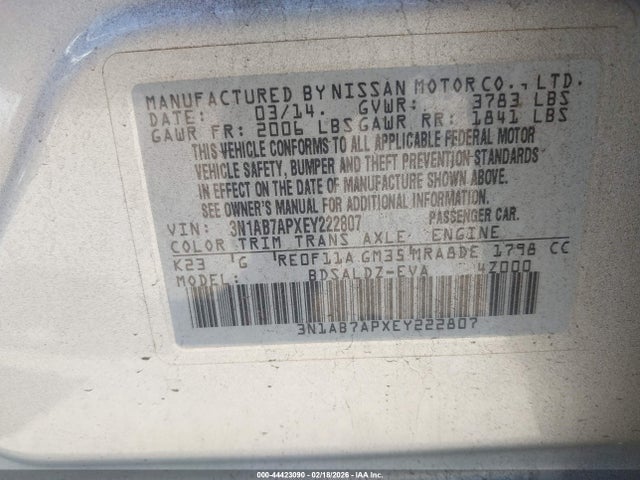 MANUFACTURED BY NISSAN MOTOR CO., LTD.
DATE: 03/14. GVWR: 3783 LBS
GAWR FR: 2006 LBS GAWR RR: 1841 LBS
THIS VEHICLE CONFORMS TO ALL APPLICABLE FEDERAL MOTOR
VEHICLE SAFETY, BUMPER AND THEFT PREVENTION STANDARDS
IN EFFECT ON THE DATE OF MANUFACTURE SHOWN ABOVE.
SEE OWNER'S MANUAL FOR ADDITIONAL INFORMATION.
VIN: 3N1AB7APXEY222807 PASSENGER CAR.
COLOR TRIM TRANS AXLE ENGINE
K23 G RE0F11A GM35 MRA8DE 1798 CC
MODEL: BDSALDZ-EVA 4Z000
3N1AB7APXEY222807
000-44423090 - 02/18/2026 - IAA, Inc.